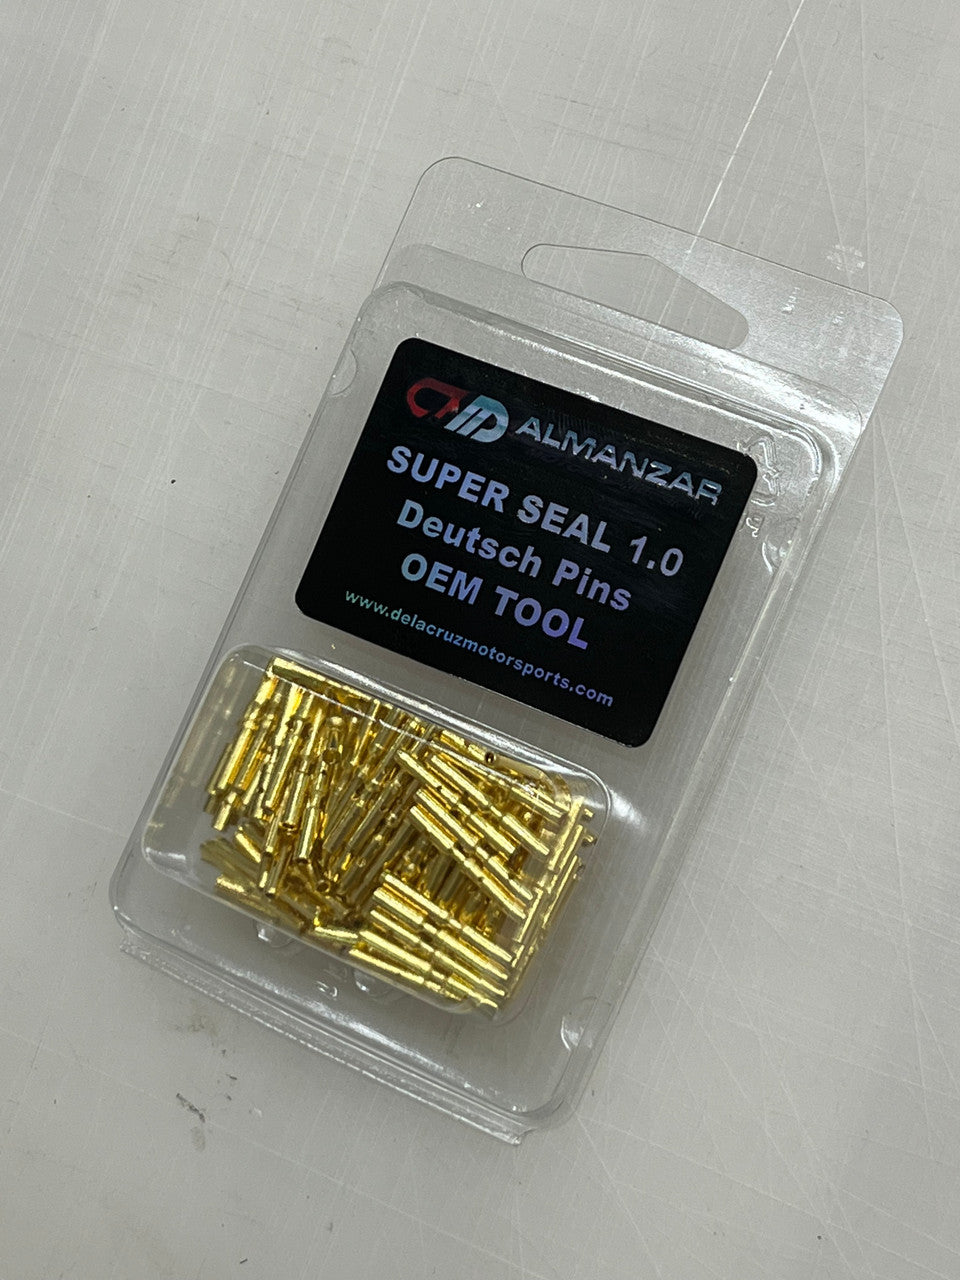 ALMANZAR
SUPER SEAL 1.0
Deutsch Pins
OEM TOOL
www.delacruzmotorsports.com